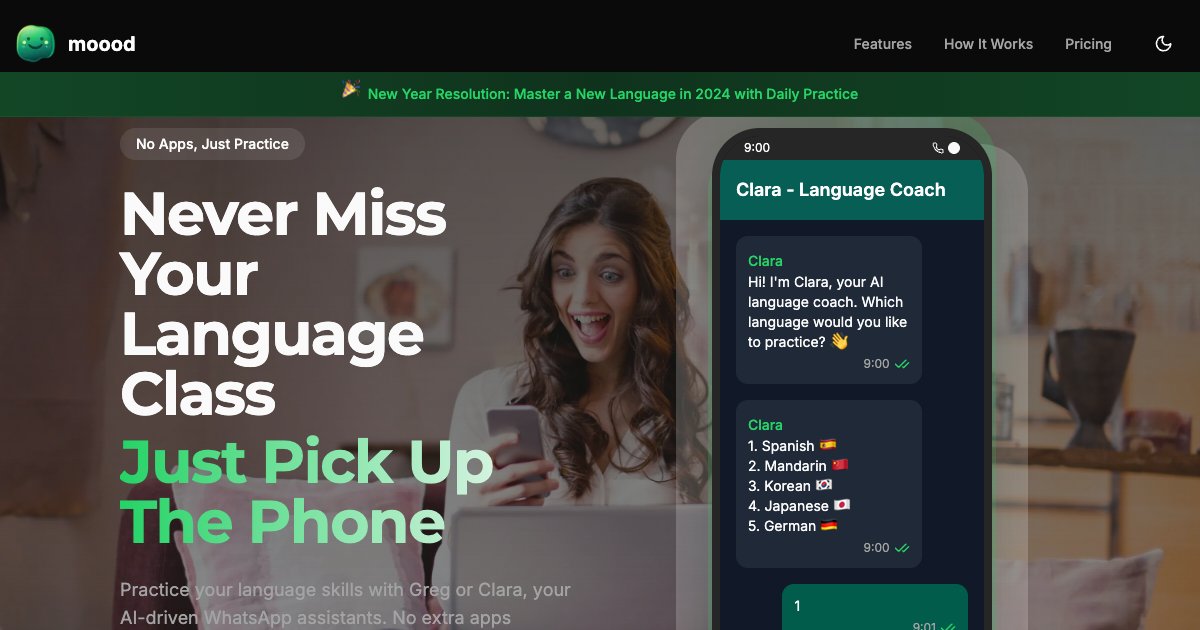 moood
Features
How It Works
Pricing
🎉 New Year Resolution: Master a New Language in 2024 with Daily Practice
No Apps, Just Practice
Never Miss
Your
Language
Class
Just Pick Up
The Phone
Practice your language skills with Greg or Clara, your
AI-driven WhatsApp assistants. No extra apps
9:00
Clara - Language Coach
Clara
Hi! I'm Clara, your AI
language coach. Which
language would you like
to practice? 👋
9:00
Clara
1. Spanish 🇪🇸
2. Mandarin 🇨🇳
3. Korean 🇰🇷
4. Japanese 🇯🇵
5. German 🇩🇪
9:00
1
9:01